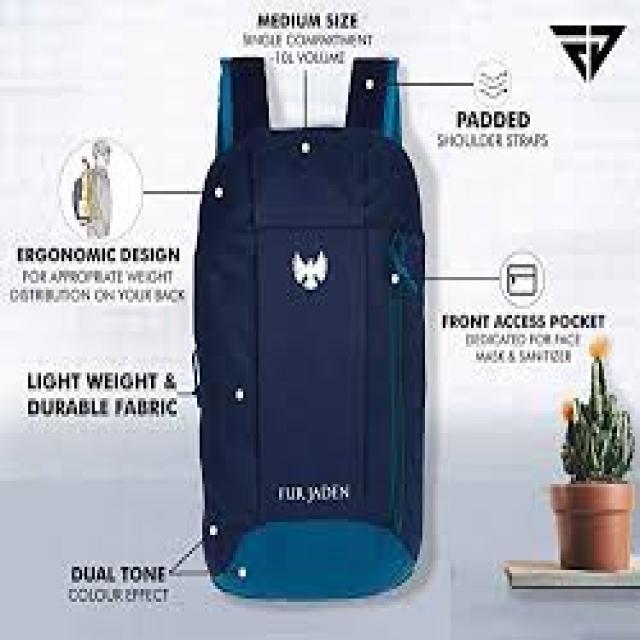 MEDIUM SIZE
SINGLE COMPARTMENT
10L VOLUME
PADDED
SHOULDER STRAPS
ERGONOMIC DESIGN
FOR APPROPRIATE WEIGHT
DISTRIBUTION ON YOUR BACK
FRONT ACCESS POCKET
DEDICATED FOR FACE
MASK & SANITIZER
LIGHT WEIGHT &
DURABLE FABRIC
FUR JADEN
DUAL TONE
COLOUR EFFECT